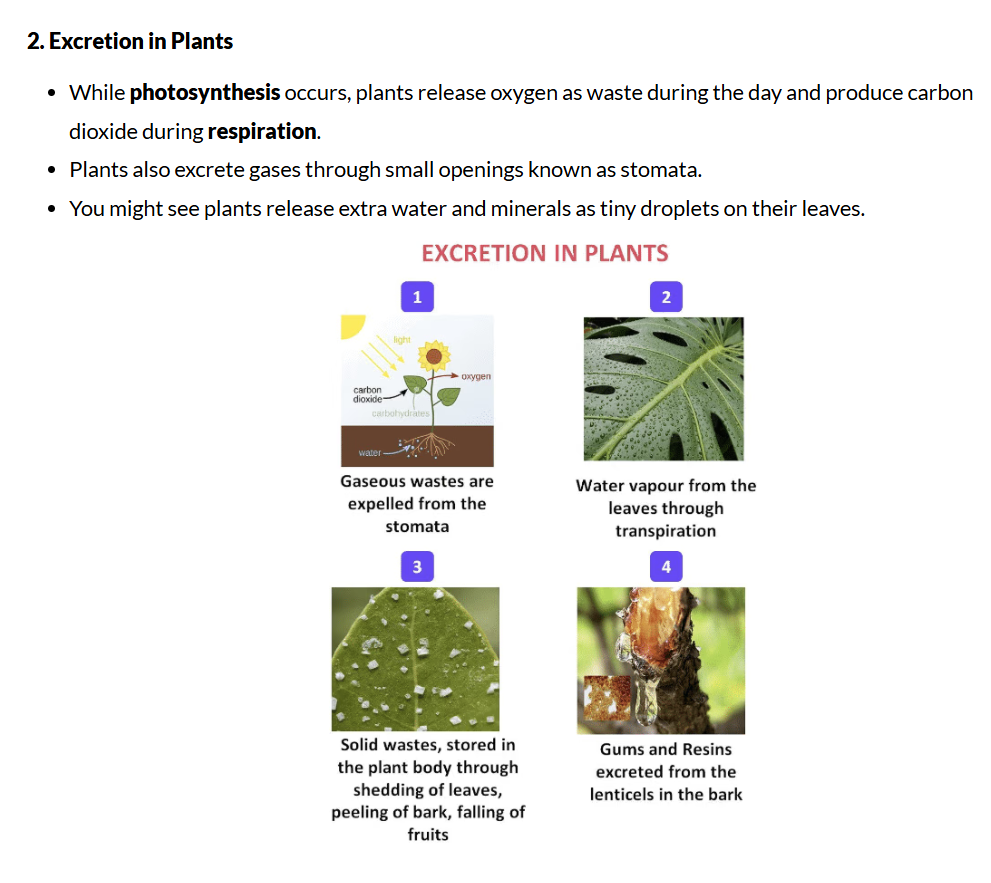 2. Excretion in Plants
• While photosynthesis occurs, plants release oxygen as waste during the day and produce carbon
dioxide during respiration.
• Plants also excrete gases through small openings known as stomata.
• You might see plants release extra water and minerals as tiny droplets on their leaves.
EXCRETION IN PLANTS
1
light
oxygen
carbon
dioxide
carbohydrates
water
Gaseous wastes are
expelled from the
stomata
2
Water vapour from the
leaves through
transpiration
3
Solid wastes, stored in
the plant body through
shedding of leaves,
peeling of bark, falling of
fruits
4
Gums and Resins
excreted from the
lenticels in the bark